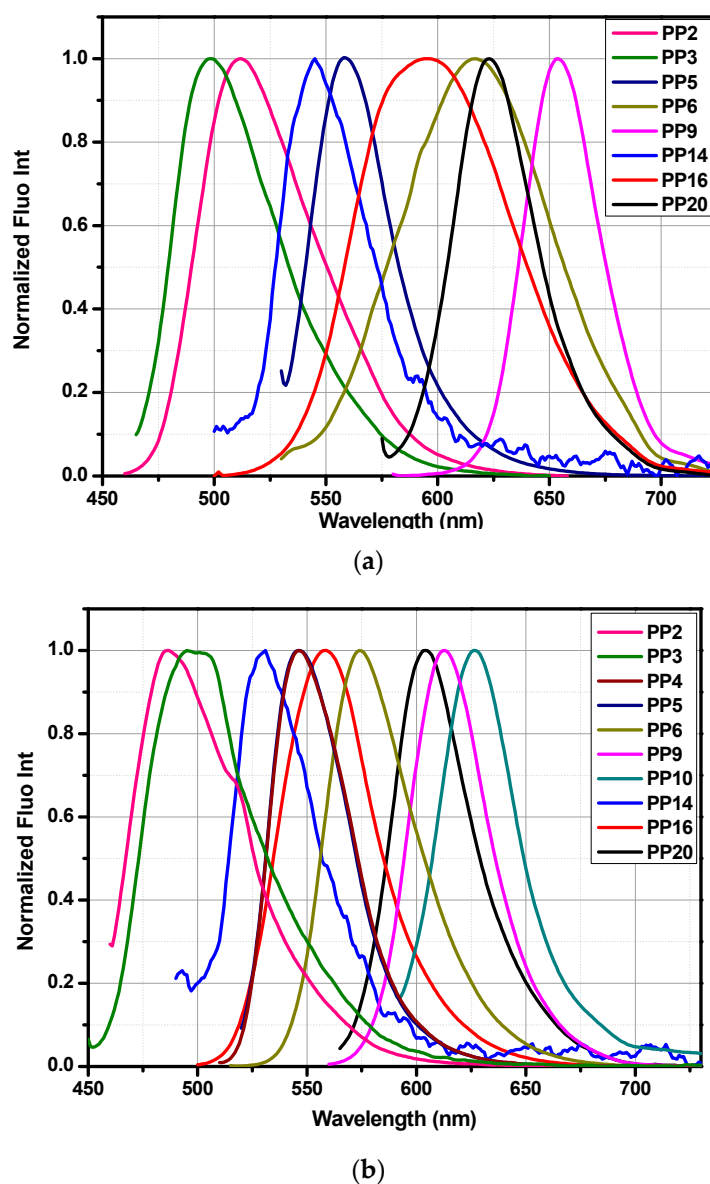 Normalized Fluo Int
1.0
0.8
0.6
0.4
0.2
0.0
450 500 550 600 650 700
Wavelength (nm)
PP2
PP3
PP5
PP6
PP9
PP14
PP16
PP20
(a)
Normalized Fluo Int
1.0
0.8
0.6
0.4
0.2
0.0
450 500 550 600 650 700
Wavelength (nm)
PP2
PP3
PP4
PP5
PP6
PP9
PP10
PP14
PP16
PP20
(b)